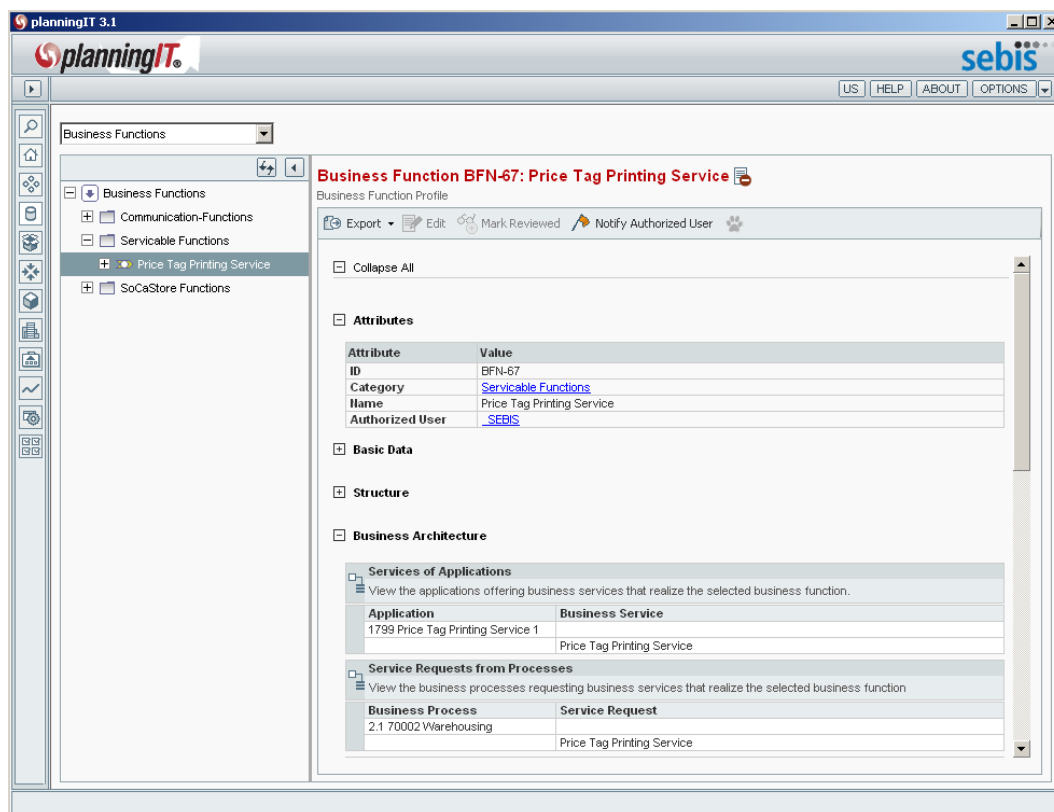 planningIT 3.1
planningIT®
sebis
US HELP ABOUT OPTIONS
Business Functions
Business Functions
Communication-Functions
Servicable Functions
Price Tag Printing Service
SoCaStore Functions
Business Function BFN-67: Price Tag Printing Service
Business Function Profile
Export Edit Mark Reviewed Notify Authorized User
Collapse All
Attributes
Attribute Value
ID BFN-67
Category Servicable Functions
Name Price Tag Printing Service
Authorized User _SEBIS
Basic Data
Structure
Business Architecture
Services of Applications
View the applications offering business services that realize the selected business function.
Application Business Service
1799 Price Tag Printing Service 1
Price Tag Printing Service
Service Requests from Processes
View the business processes requesting business services that realize the selected business function
Business Process Service Request
2.1 70002 Warehousing
Price Tag Printing Service